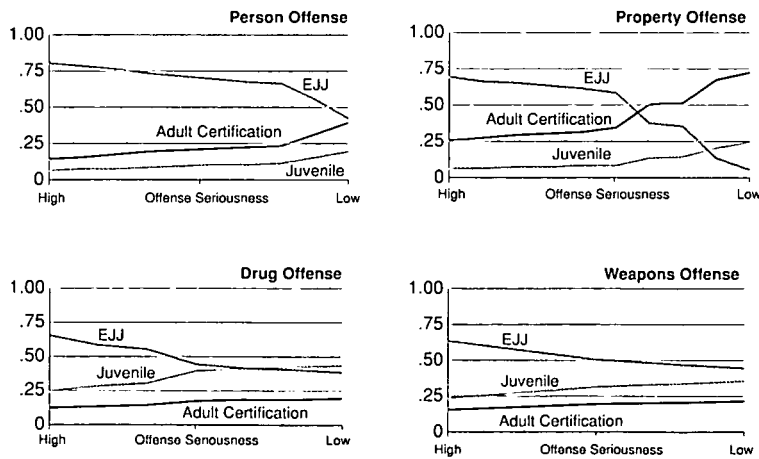 Person Offense
1.00
.75
.50
.25
0
EJJ
Adult Certification
Juvenile
High
Offense Seriousness
Low
Property Offense
1.00
.75
.50
.25
0
EJJ
Adult Certification
Juvenile
High
Offense Seriousness
Low
Drug Offense
1.00
.75
.50
.25
0
EJJ
Juvenile
Adult Certification
High
Offense Seriousness
Low
Weapons Offense
1.00
.75
.50
.25
0
EJJ
Juvenile
Adult Certification
High
Offense Seriousness
Low